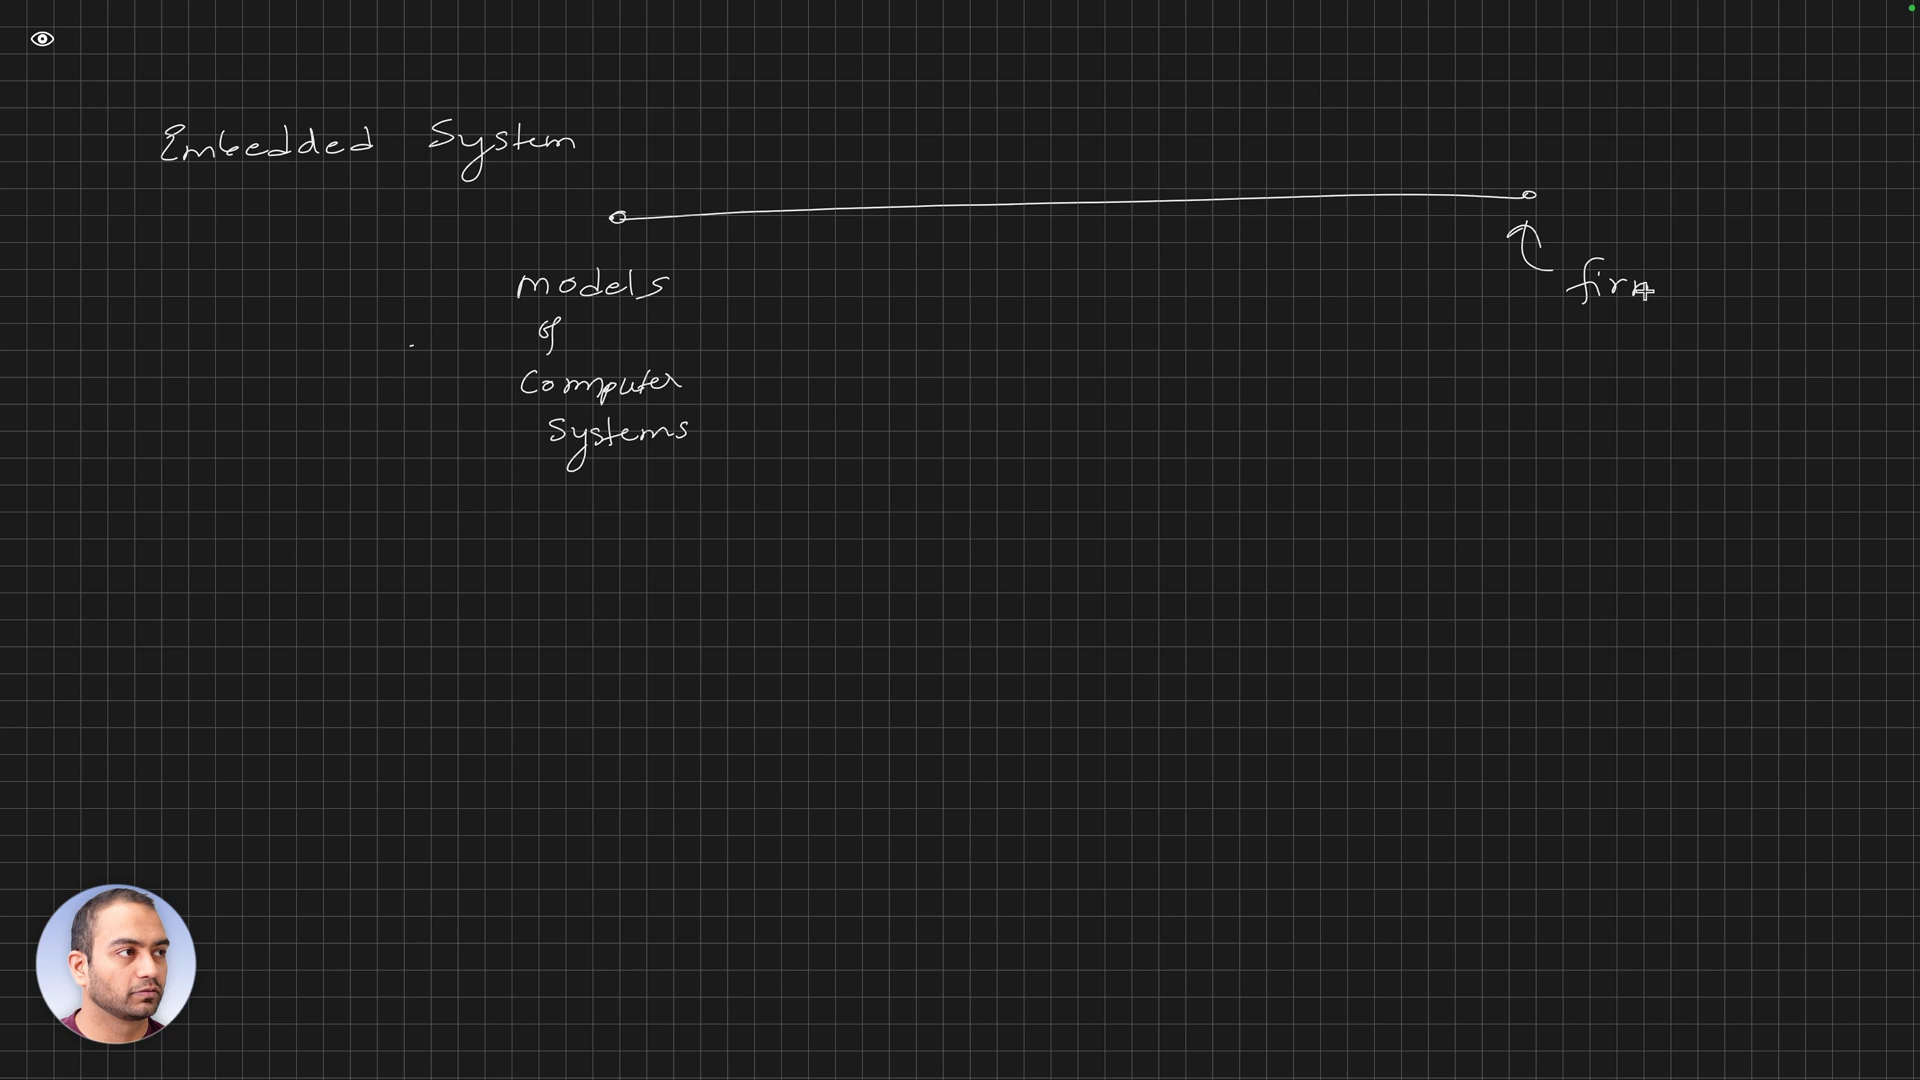 Embedded System
models
of
Computer
Systems